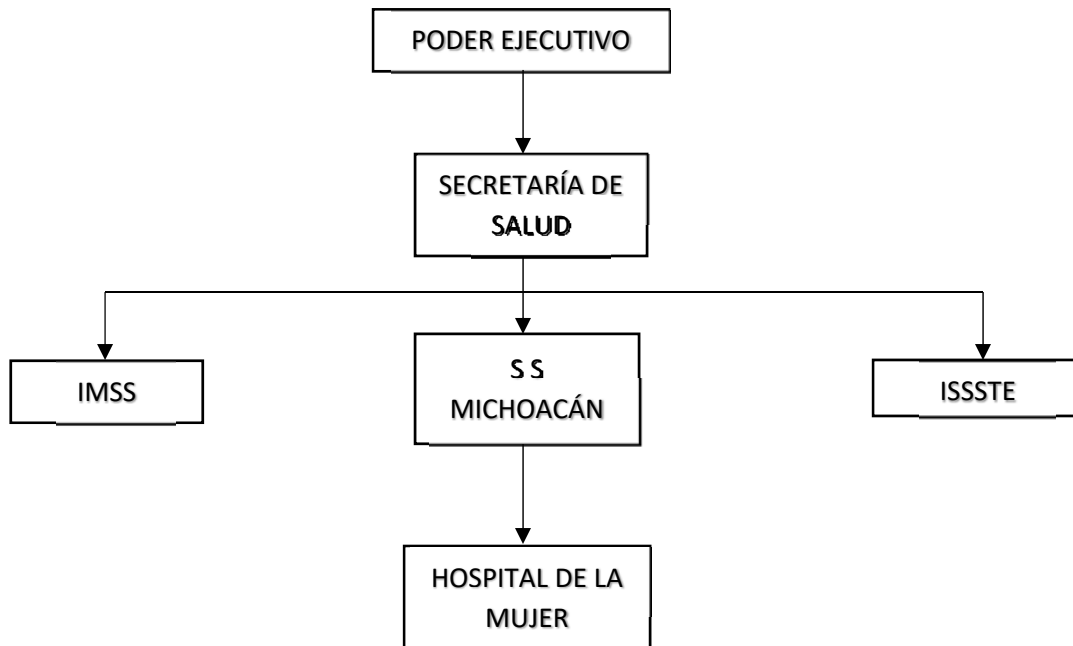 PODER EJECUTIVO
SECRETARÍA DE
SALUD
IMSS
S S
MICHOACÁN
ISSSTE
HOSPITAL DE LA
MUJER